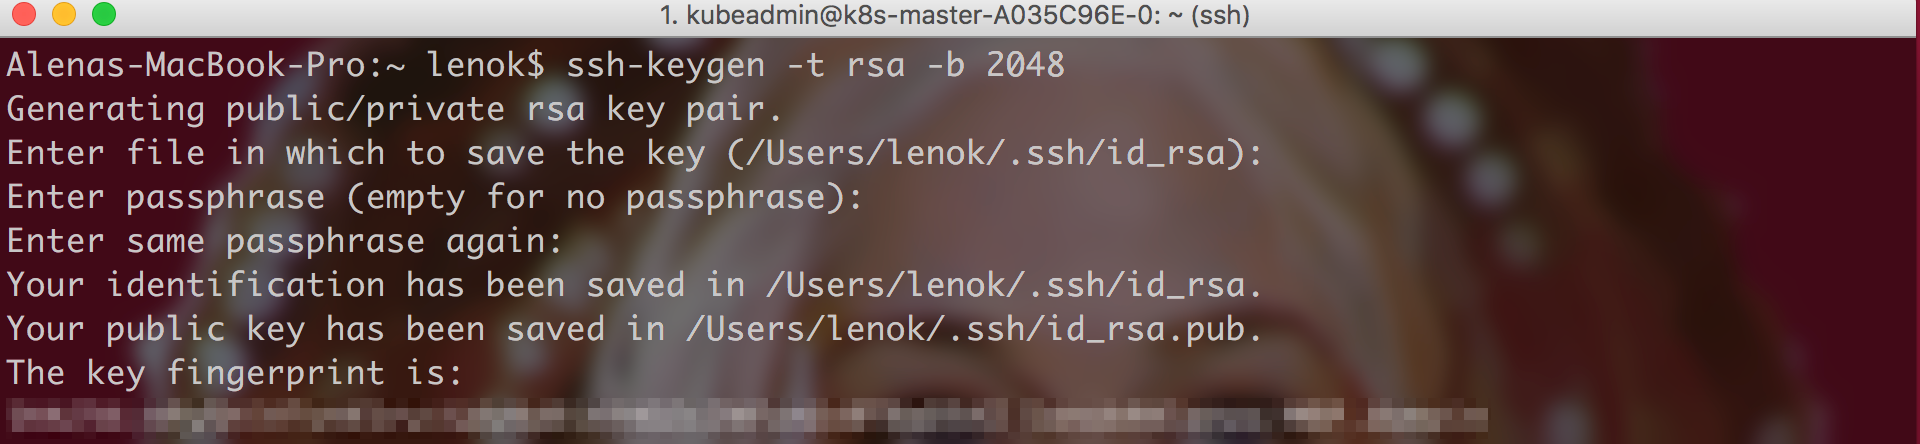 1. kubeadmin@k8s-master-A035C96E-0: ~ (ssh)
Alenas-MacBook-Pro:~ lenok$ ssh-keygen -t rsa -b 2048
Generating public/private rsa key pair.
Enter file in which to save the key (/Users/lenok/.ssh/id_rsa):
Enter passphrase (empty for no passphrase):
Enter same passphrase again:
Your identification has been saved in /Users/lenok/.ssh/id_rsa.
Your public key has been saved in /Users/lenok/.ssh/id_rsa.pub.
The key fingerprint is: